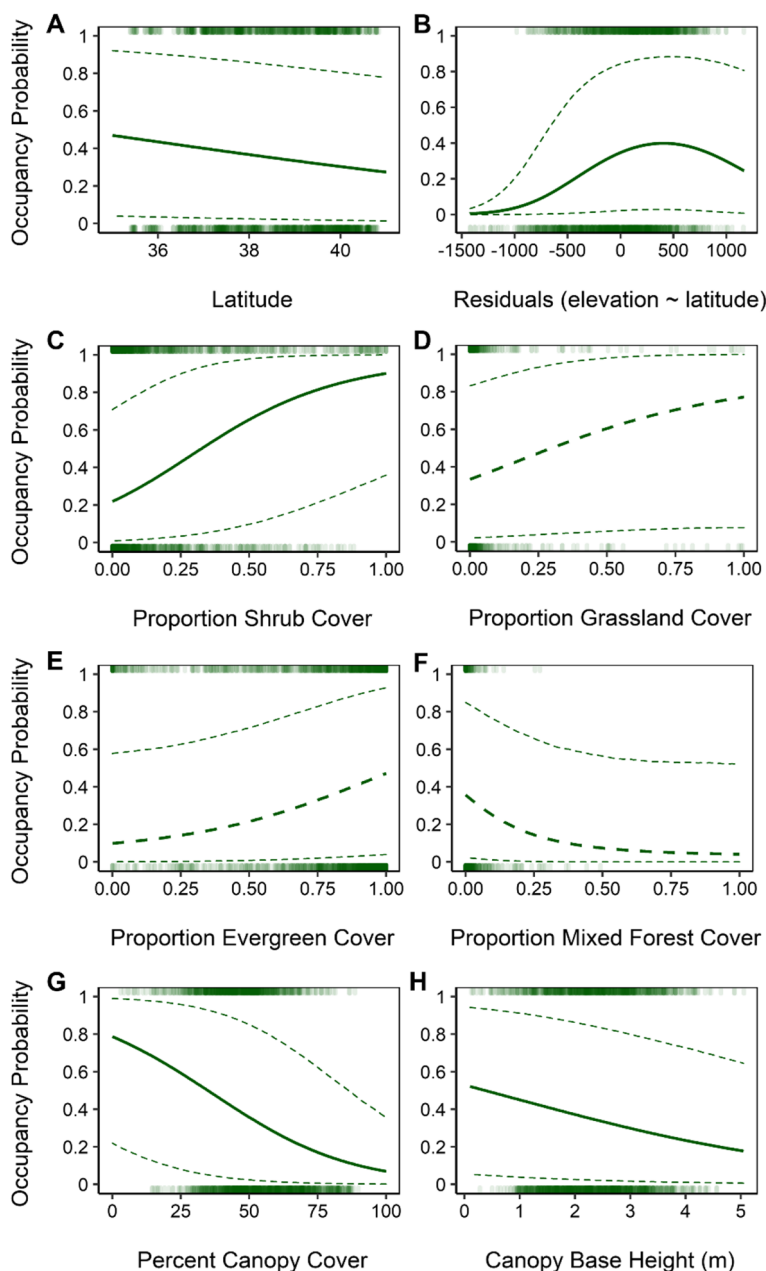 A
B
Occupancy Probability
1
0.8
0.6
0.4
0.2
0
36 38 40
Latitude
1
0.8
0.6
0.4
0.2
0
-1500 -1000 -500 0 500 1000
Residuals (elevation ~ latitude)
C
D
Occupancy Probability
1
0.8
0.6
0.4
0.2
0
0.00 0.25 0.50 0.75 1.00
Proportion Shrub Cover
1
0.8
0.6
0.4
0.2
0
0.00 0.25 0.50 0.75 1.00
Proportion Grassland Cover
E
F
Occupancy Probability
1
0.8
0.6
0.4
0.2
0
0.00 0.25 0.50 0.75 1.00
Proportion Evergreen Cover
1
0.8
0.6
0.4
0.2
0
0.00 0.25 0.50 0.75 1.00
Proportion Mixed Forest Cover
G
H
Occupancy Probability
1
0.8
0.6
0.4
0.2
0
0 25 50 75 100
Percent Canopy Cover
1
0.8
0.6
0.4
0.2
0
0 1 2 3 4 5
Canopy Base Height (m)